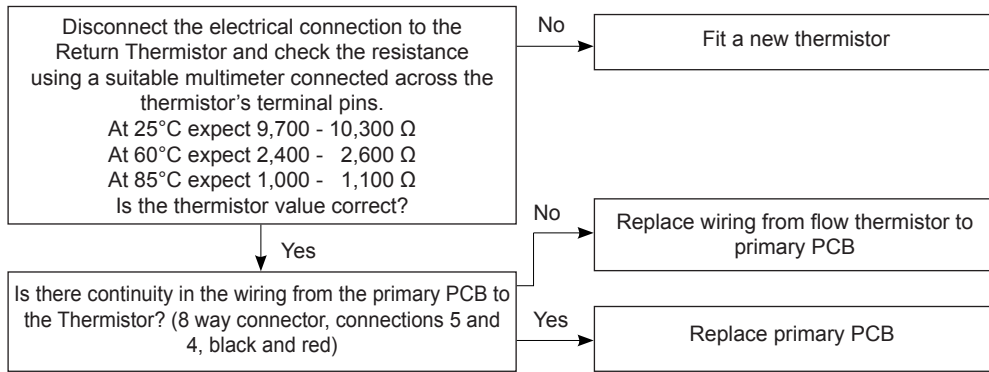 Disconnect the electrical connection to the
Return Thermistor and check the resistance
using a suitable multimeter connected across the
thermistor's terminal pins.
At 25°C expect 9,700 - 10,300 Ω
At 60°C expect 2,400 - 2,600 Ω
At 85°C expect 1,000 - 1,100 Ω
Is the thermistor value correct?
No
Fit a new thermistor
Yes
Is there continuity in the wiring from the primary PCB to
the Thermistor? (8 way connector, connections 5 and
4, black and red)
No
Replace wiring from flow thermistor to
primary PCB
Yes
Replace primary PCB